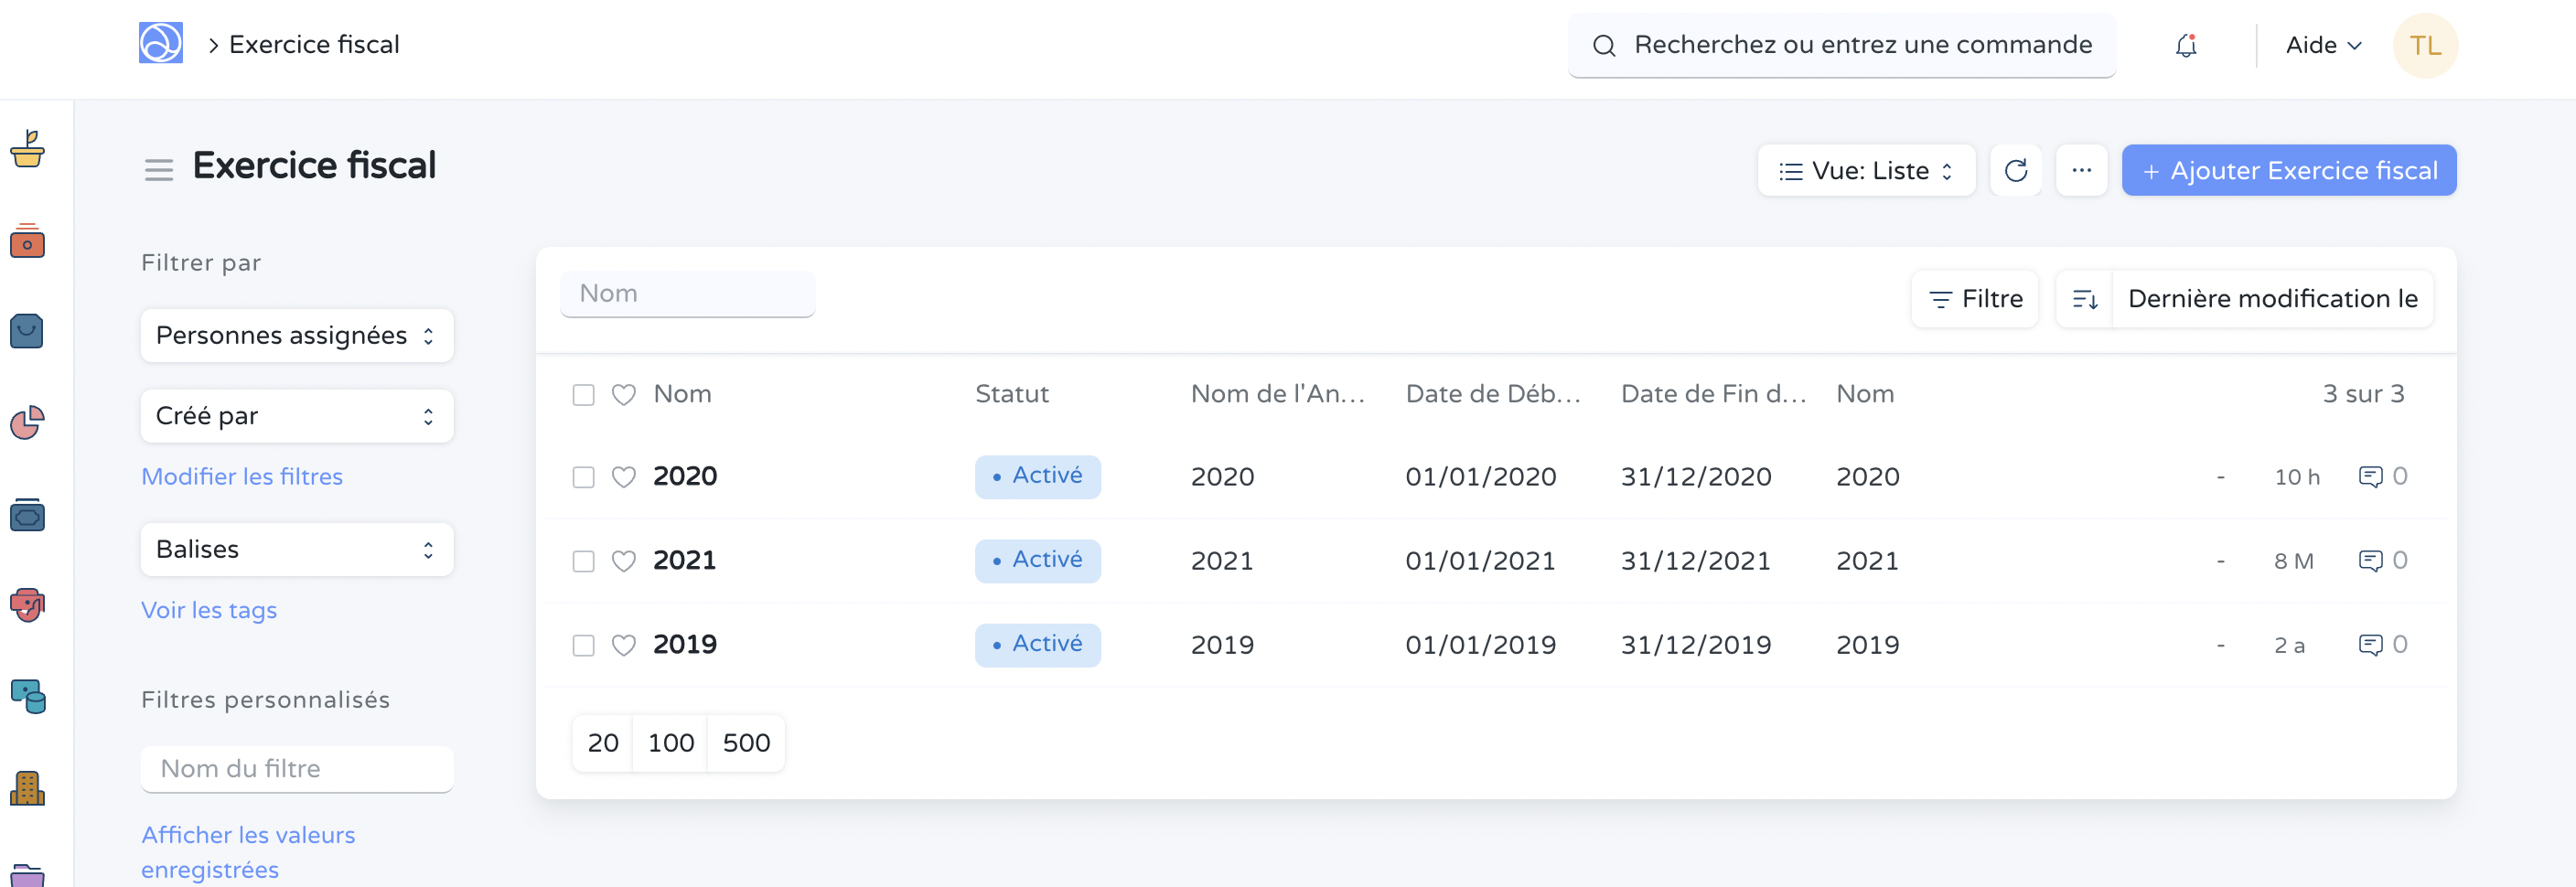 Exercice fiscal
Recherchez ou entrez une commande
Aide
TL
Exercice fiscal
Vue: Liste
+ Ajouter Exercice fiscal
Filtrer par
Personnes assignées
Créé par
Modifier les filtres
Balises
Voir les tags
Filtres personnalisés
Nom du filtre
Afficher les valeurs
enregistrées
Nom
Filtre
Dernière modification le
Nom Statut Nom de l'An... Date de Déb... Date de Fin d... Nom 3 sur 3
2020 • Activé 2020 01/01/2020 31/12/2020 2020 - 10 h 0
2021 • Activé 2021 01/01/2021 31/12/2021 2021 - 8 M 0
2019 • Activé 2019 01/01/2019 31/12/2019 2019 - 2 a 0
20 100 500